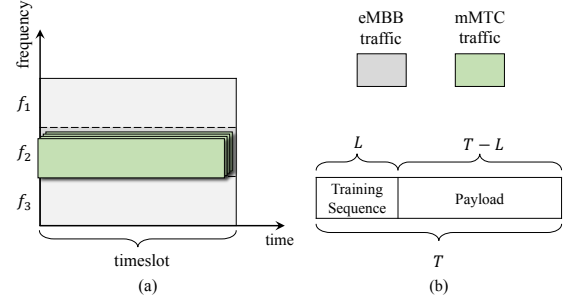 frequency
f₁
f₂
f₃
time
timeslot
(a)
eMBB
traffic
mMTC
traffic
L
T − L
Training
Sequence
Payload
T
(b)